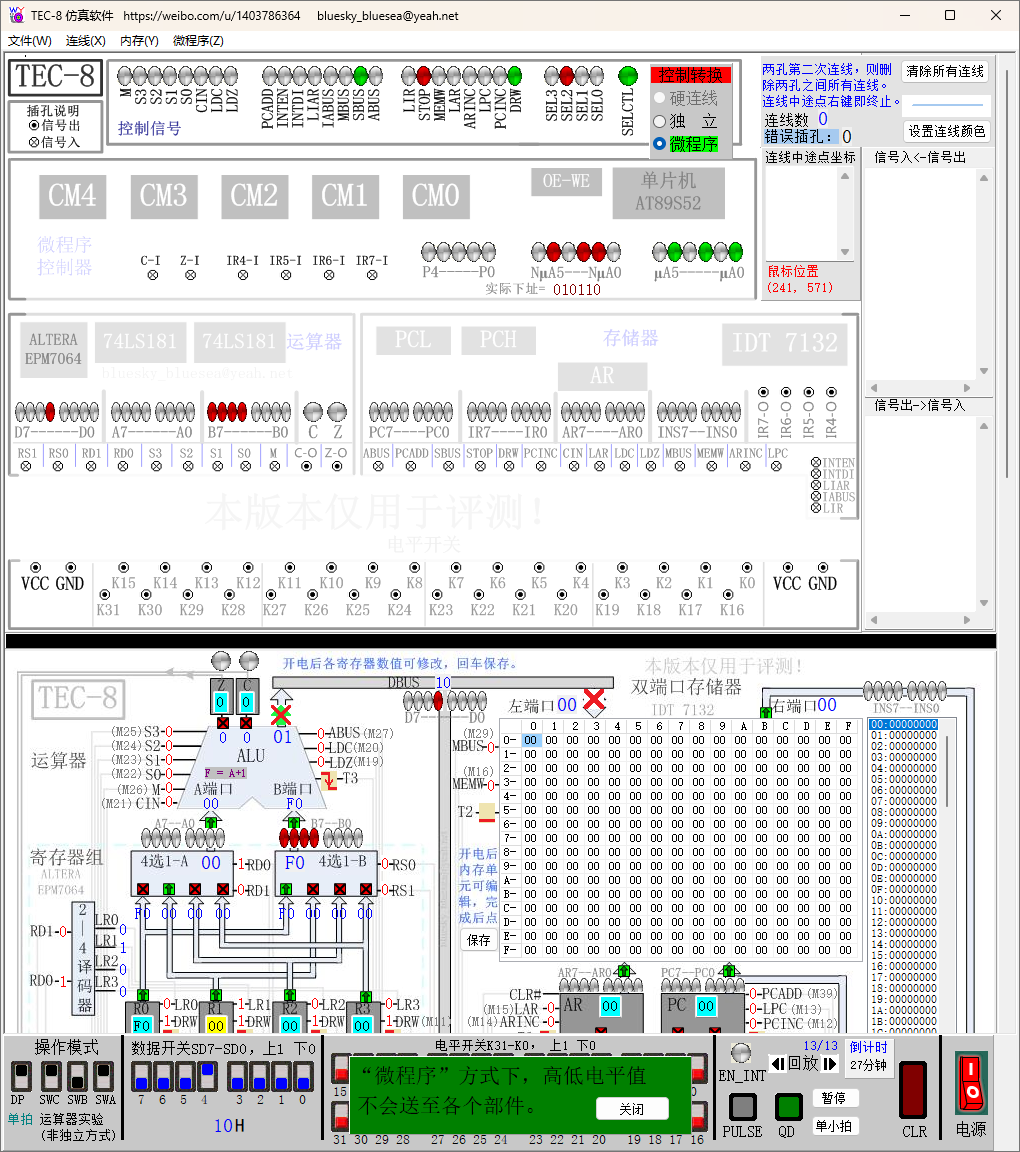 TEC-8 仿真软件 https://weibo.com/u/1403786364 bluesky_bluesea@yeah.net
文件(W) 连线(X) 内存(Y) 微程序(Z)
TEC-8
插孔说明
信号出
信号入
M S3 S2 S1 S0 CIN LDC LDZ
PCADD INTEN INTDI LIAR IABUS MBUS SBUS ABUS
LIR STOP MEMW LAR ARINC LPC PCINC DRW
SEL3 SEL2 SEL1 SEL0
SELCTL
控制信号
控制转换
硬连线
独 立
微程序
两孔第二次连线，则删
除两孔之间所有连线。
连线中途点右键即终止。
连线数 0
错误插孔: 0
清除所有连线
设置连线颜色
连线中途点坐标
信号入<-信号出
鼠标位置
(241, 571)
信号出->信号入
CM4 CM3 CM2 CM1 CM0
OE-WE
单片机
AT89S52
微程序
控制器
C-I Z-I IR4-I IR5-I IR6-I IR7-I
P4-----P0
NμA5---NμA0
μA5-----μA0
实际下址= 010110
ALTERA
EPM7064
74LS181 74LS181 运算器
bluesky_bluesea@yeah.net
PCL PCH 存储器
IDT 7132
AR
D7------D0 A7------A0 B7------B0 C Z
PC7----PC0 IR7----IR0 AR7----AR0 INS7--INS0
IR7-O IR6-O IR5-O IR4-O
RS1 RS0 RD1 RD0 S3 S2 S1 S0 M C-O Z-O
ABUS PCADD SBUS STOP DRW PCINC CIN LAR LDC LDZ MBUS MEMW ARINC LPC
INTEN
INTDI
LIAR
IABUS
LIR
本版本仅用于评测！
电平开关
VCC GND K15 K14 K13 K12 K11 K10 K9 K8 K7 K6 K5 K4 K3 K2 K1 K0 VCC GND
K31 K30 K29 K28 K27 K26 K25 K24 K23 K22 K21 K20 K19 K18 K17 K16
开电后各寄存器数值可修改，回车保存。
本版本仅用于评测！
TEC-8
DBUS 10
D7------D0
左端口00
双端口存储器
IDT 7132
右端口00
INS7--INS0
Z C
0 0
0 0 01
运算器
(M25)S3-0
(M24)S2-0
(M23)S1-0
(M22)S0-0
(M26)M-0
(M21)CIN-0
ALU
F = A+1
A端口 B端口
00 F0
0-ABUS(M27)
0-LDC(M20)
0-LDZ(M19)
T3
(M29)
MBUS-0
(M16)
MEMW-0
T2
A7--A0 B7--B0
寄存器组
ALTERA
EPM7064
4选1-A 00 1-RD0
0-RD1
F0 4选1-B 0-RS0
0-RS1
F0 00 00 00 F0 00 00 00
2—4译码器
RD1-0
RD0-1
LR0 0
LR1 1
LR2 0
LR3 0
R0 F0 0-LR0 1-DRW
R1 00 1-LR1 1-DRW
R2 00 0-LR2 1-DRW
R3 00 0-LR3 1-DRW(M11)
开电后
内存单
元可编
辑，完
成后点
保存
0 1 2 3 4 5 6 7 8 9 A B C D E F
0- 00 00 00 00 00 00 00 00 00 00 00 00 00 00 00 00
1- 00 00 00 00 00 00 00 00 00 00 00 00 00 00 00 00
2- 00 00 00 00 00 00 00 00 00 00 00 00 00 00 00 00
3- 00 00 00 00 00 00 00 00 00 00 00 00 00 00 00 00
4- 00 00 00 00 00 00 00 00 00 00 00 00 00 00 00 00
5- 00 00 00 00 00 00 00 00 00 00 00 00 00 00 00 00
6- 00 00 00 00 00 00 00 00 00 00 00 00 00 00 00 00
7- 00 00 00 00 00 00 00 00 00 00 00 00 00 00 00 00
8- 00 00 00 00 00 00 00 00 00 00 00 00 00 00 00 00
9- 00 00 00 00 00 00 00 00 00 00 00 00 00 00 00 00
A- 00 00 00 00 00 00 00 00 00 00 00 00 00 00 00 00
B- 00 00 00 00 00 00 00 00 00 00 00 00 00 00 00 00
C- 00 00 00 00 00 00 00 00 00 00 00 00 00 00 00 00
D- 00 00 00 00 00 00 00 00 00 00 00 00 00 00 00 00
E- 00 00 00 00 00 00 00 00 00 00 00 00 00 00 00 00
F- 00 00 00 00 00 00 00 00 00 00 00 00 00 00 00 00
00:00000000
01:00000000
02:00000000
03:00000000
04:00000000
05:00000000
06:00000000
07:00000000
08:00000000
09:00000000
0A:00000000
0B:00000000
0C:00000000
0D:00000000
0E:00000000
0F:00000000
10:00000000
11:00000000
12:00000000
13:00000000
14:00000000
15:00000000
16:00000000
17:00000000
18:00000000
19:00000000
1A:00000000
1B:00000000
1C:00000000
AR7--AR0 PC7--PC0
CLR#
(M15)LAR -0
(M14)ARINC -0
AR 00
PC 00
0-PCADD (M39)
0-LPC (M13)
0-PCINC (M12)
操作模式
DP SWC SWB SWA
单拍 运算器实验
(非独立方式)
数据开关SD7-SD0，上1 下0
7 6 5 4 3 2 1 0
10H
电平开关K31-K0， 上1 下0
15 0
“微程序”方式下，高低电平值
不会送至各个部件。
关闭
31 30 29 28 27 26 25 24 23 22 21 20 19 18 17 16
EN_INT
13/13
回放
倒计时
27分钟
PULSE QD
暂停
单小拍
CLR
电源